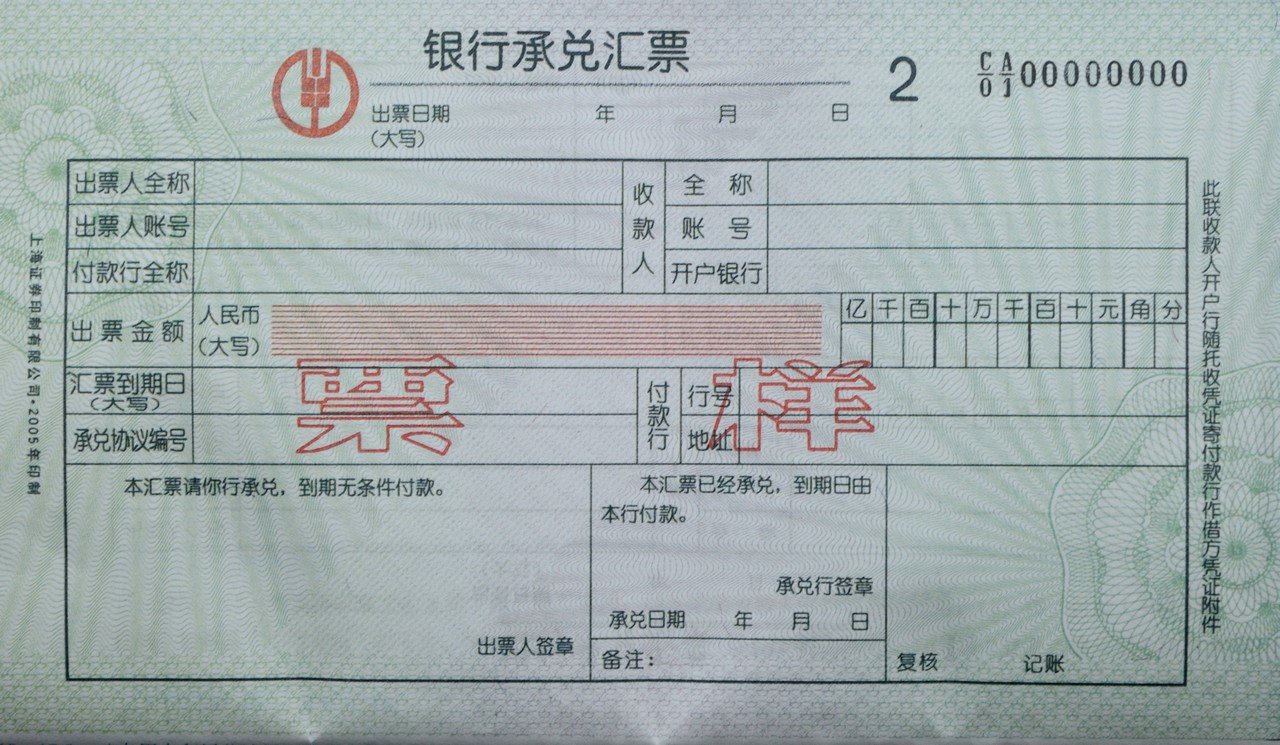 银行承兑汇票
2
CA
01 00000000
出票日期 年 月 日
(大写)
出票人全称
出票人账号
付款行全称
收款人
全 称
账 号
开户银行
出票金额
人民币
(大写)
亿 千 百 十 万 千 百 十 元 角 分
票样
汇票到期日
(大写)
承兑协议编号
付款行
行号
地址
本汇票请你行承兑，到期无条件付款。
出票人签章
本汇票已经承兑，到期日由
本行付款。
承兑行签章
承兑日期 年 月 日
备注：
复核 记账
此联收款人开户行随托收凭证寄付款行作借方凭证附件
上海证券印制有限公司·2005年印制